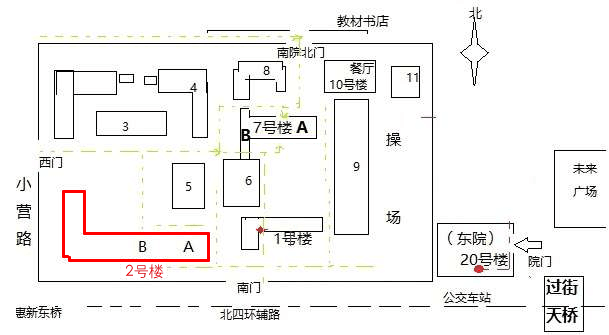 教材书店
北
南院北门
8
餐厅
10号楼
11
4
3
B
7号楼 A
操
场
西门
5
6
9
小
营
路
未来
广场
B A
2号楼
1号楼
（东院）
20号楼
院门
南门
公交车站
过街
天桥
惠新东桥
北四环辅路